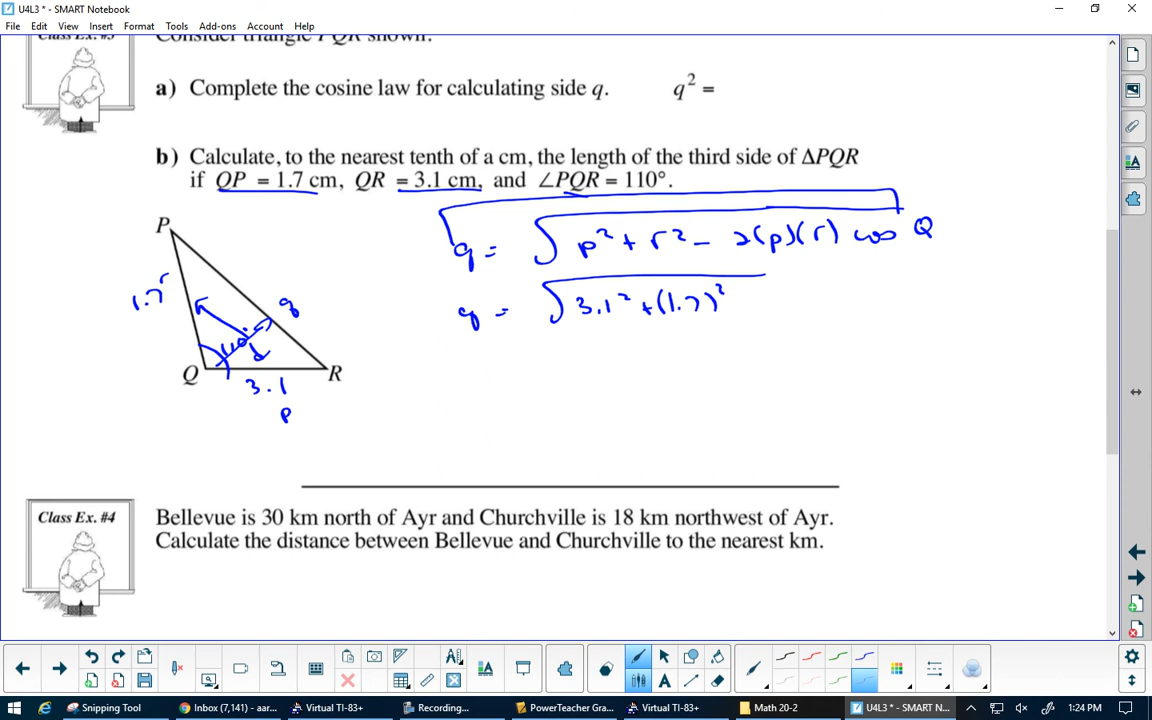 U4L3 * - SMART Notebook
File Edit View Insert Format Tools Add-ons Help
Class Ex. #3
Consider triangle PQR shown.
a) Complete the cosine law for calculating side q. q² =
b) Calculate, to the nearest tenth of a cm, the length of the third side of ΔPQR
if QP = 1.7 cm, QR = 3.1 cm, and ∠PQR = 110°.
q = √p² + r² - 2(p)(r) cos Q
q = √3.1² + (1.7)²
P
1.7 r
q
110°
Q
R
3.1
p
Class Ex. #4
Bellevue is 30 km north of Ayr and Churchville is 18 km northwest of Ayr.
Calculate the distance between Bellevue and Churchville to the nearest km.
Snipping Tool
Inbox (7,141) - aar...
Virtual TI-83+
Recording...
PowerTeacher Gra...
Virtual TI-83+
Math 20-2
U4L3 * - SMART N...
1:24 PM